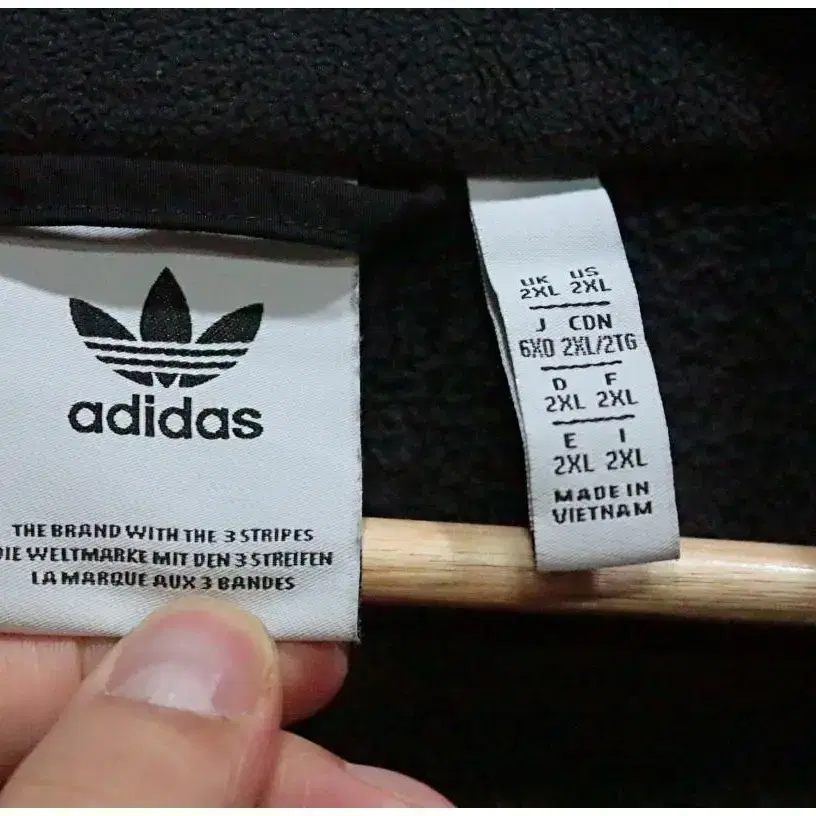 adidas
THE BRAND WITH THE 3 STRIPES
DIE WELTMARKE MIT DEN 3 STREIFEN
LA MARQUE AUX 3 BANDES
UK US
2XL 2XL
J CDN
6XO 2XL/2TG
D F
2XL 2XL
E I
2XL 2XL
MADE IN
VIETNAM